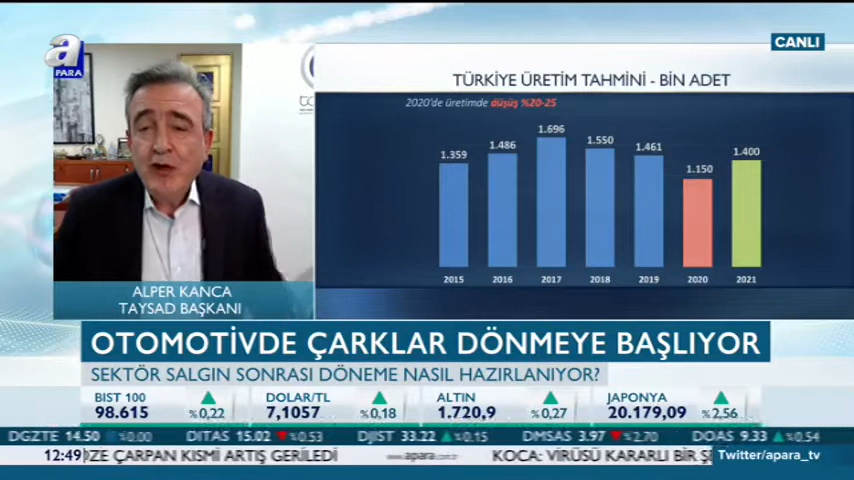 a
PARA
CANLI
TÜRKİYE ÜRETİM TAHMİNİ - BİN ADET
2020'de üretimde düşüş %20-25
1.359
1.486
1.696
1.550
1.461
1.150
1.400
2015
2016
2017
2018
2019
2020
2021
ALPER KANCA
TAYSAD BAŞKANI
OTOMOTİVDE ÇARKLAR DÖNMEYE BAŞLIYOR
SEKTÖR SALGIN SONRASI DÖNEME NASIL HAZIRLANIYOR?
BIST 100
98.615 %0,22
DOLAR/TL
7,1057 %0,18
ALTIN
1.720,9 %0,27
JAPONYA
20.179,09 %2,56
DGZTE 14.50 %0.00 DITAS 15.02 %0.53 DJIST 33.22 %0.15 DMSAS 3.97 %2.70 DOAS 9.33 %0.54
12:49 ÖZE ÇARPAN KISMİ ARTIŞ GERİLEDİ www.apara.com.tr KOCA: VİRÜSÜ KARARLI BİR Twitter/apara_tv